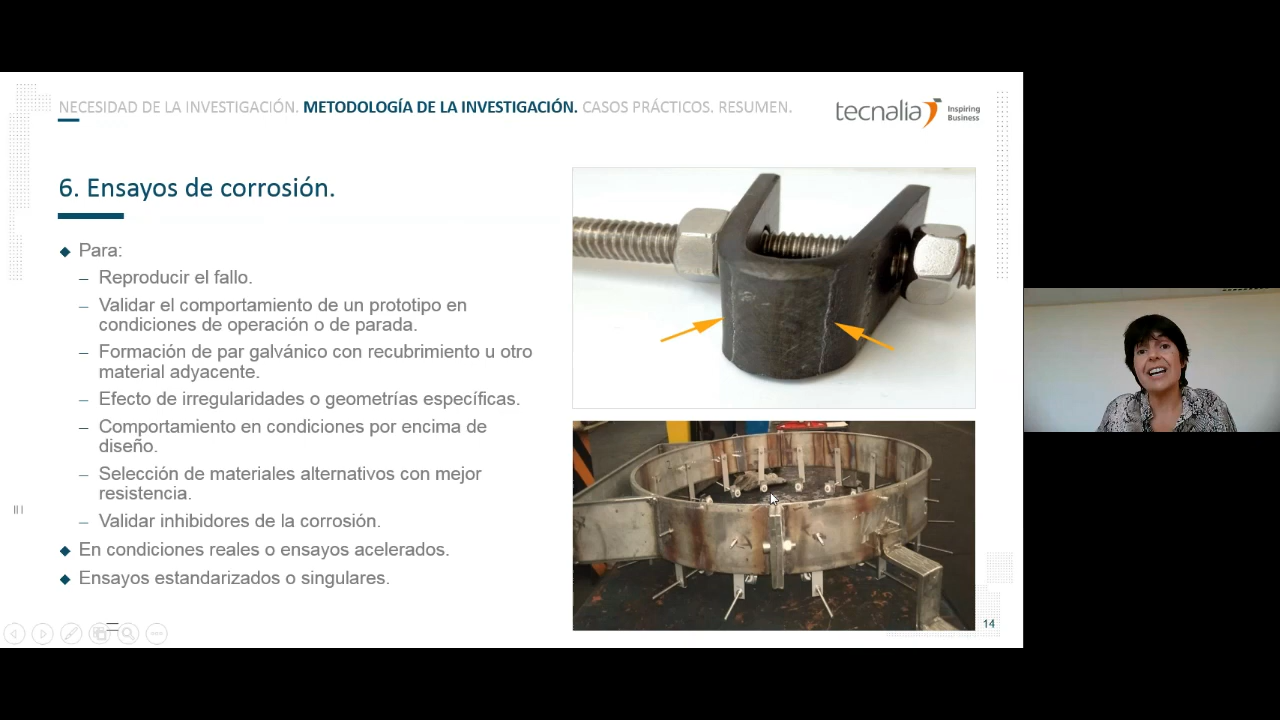 NECESIDAD DE LA INVESTIGACIÓN. METODOLOGÍA DE LA INVESTIGACIÓN. CASOS PRÁCTICOS. RESUMEN.
tecnalia Inspiring
Business
6. Ensayos de corrosión.
Para:
– Reproducir el fallo.
– Validar el comportamiento de un prototipo en
condiciones de operación o de parada.
– Formación de par galvánico con recubrimiento u otro
material adyacente.
– Efecto de irregularidades o geometrías específicas.
– Comportamiento en condiciones por encima de
diseño.
– Selección de materiales alternativos con mejor
resistencia.
– Validar inhibidores de la corrosión.
En condiciones reales o ensayos acelerados.
Ensayos estandarizados o singulares.
14